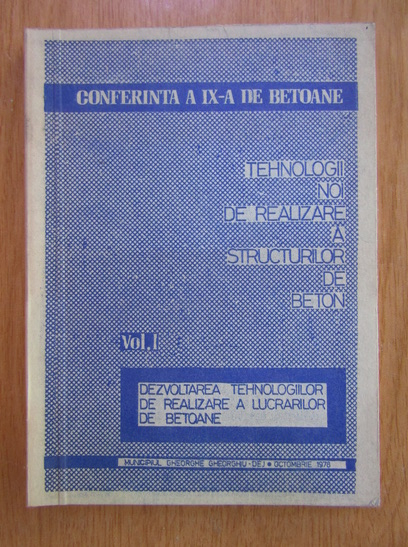 CONFERINTA A IX-A DE BETOANE
TEHNOLOGII
NOI
DE REALIZARE
A
STRUCTURILOR
DE
BETON
Vol. I
DEZVOLTAREA TEHNOLOGIILOR
DE REALIZARE A LUCRARILOR
DE BETOANE
MUNICIPIUL GHEORGHE GHEORGHIU-DEJ • OCTOMBRIE 1978